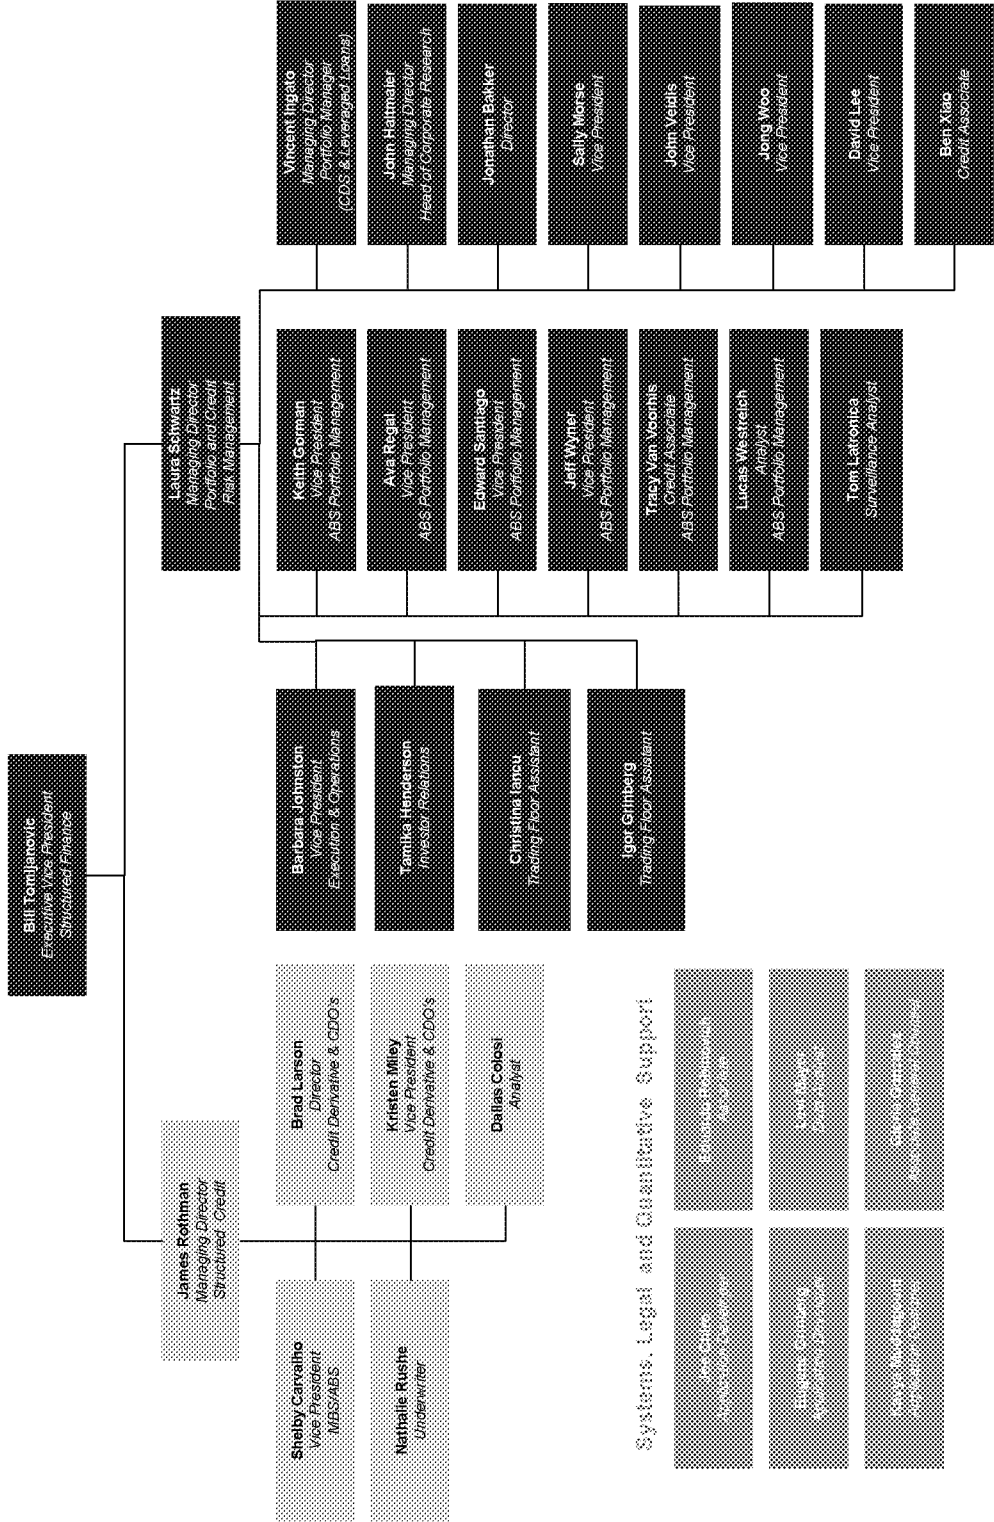 Bill Tomljanovic
Executive Vice President
Structured Finance
James Rothman
Managing Director
Structured Credit
Laura Schwartz
Managing Director
Portfolio and Credit
Risk Management
Shelby Carvalho
Vice President
MBS/ABS
Nathalie Rushe
Underwriter
Brad Larson
Director
Credit Derivative & CDO's
Kristen Miley
Vice President
Credit Derivative & CDO's
Dallas Colosi
Analyst
Barbara Johnston
Vice President
Execution & Operations
Tamika Henderson
Investor Relations
Christina Iancu
Trading Floor Assistant
Igor Grinberg
Trading Floor Assistant
Keith Gorman
Vice President
ABS Portfolio Management
Ava Regal
Vice President
ABS Portfolio Management
Edward Santiago
Vice President
ABS Portfolio Management
Jeff Wyner
Vice President
ABS Portfolio Management
Tracy Van Voorhis
Credit Associate
ABS Portfolio Management
Lucas Westreich
Analyst
ABS Portfolio Management
Tom Latronica
Surveillance Analyst
Vincent Ingato
Managing Director
Portfolio Manager
(CDS & Leveraged Loans)
John Haltmaier
Managing Director
Head of Corporate Research
Jonathan Bakker
Director
Sally Morse
Vice President
John Veidis
Vice President
Jong Woo
Vice President
David Lee
Vice President
Ben Xiao
Credit Associate
Systems, Legal and Quantitative Support